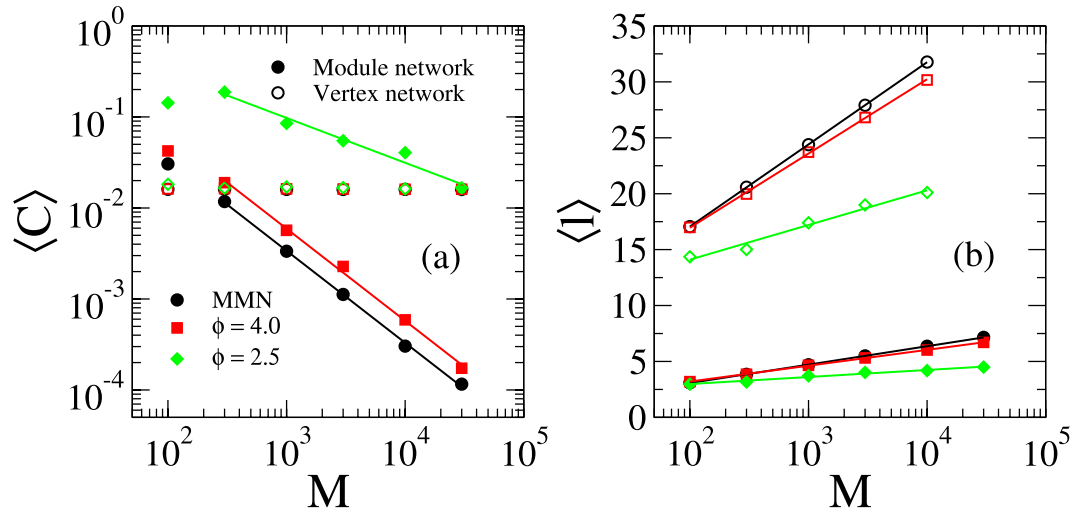 10^0
10^-1
10^-2
10^-3
10^-4
⟨C⟩
Module network
Vertex network
(a)
MMN
ϕ = 4.0
ϕ = 2.5
10^2 10^3 10^4 10^5
M
35
30
25
20
15
10
5
0
⟨l⟩
(b)
10^2 10^3 10^4 10^5
M